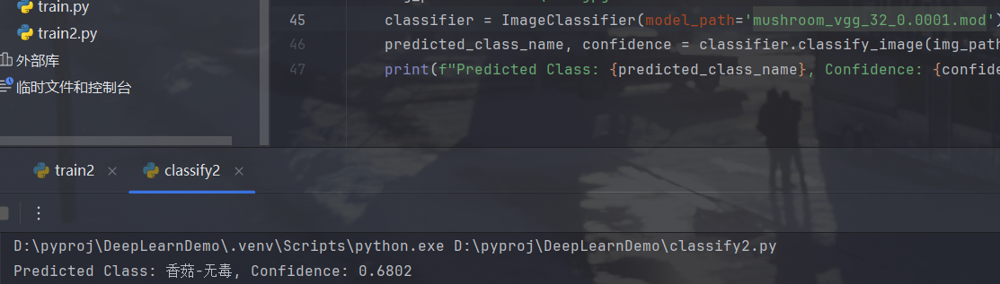 train.py
train2.py
外部库
临时文件和控制台
45 classifier = ImageClassifier(model_path='mushroom_vgg_32_0.0001.mod')
46 predicted_class_name, confidence = classifier.classify_image(img_path
47 print(f"Predicted Class: {predicted_class_name}, Confidence: {confide
train2 × classify2 ×
D:\pyproj\DeepLearnDemo\.venv\Scripts\python.exe D:\pyproj\DeepLearnDemo\classify2.py
Predicted Class: 香菇-无毒, Confidence: 0.6802